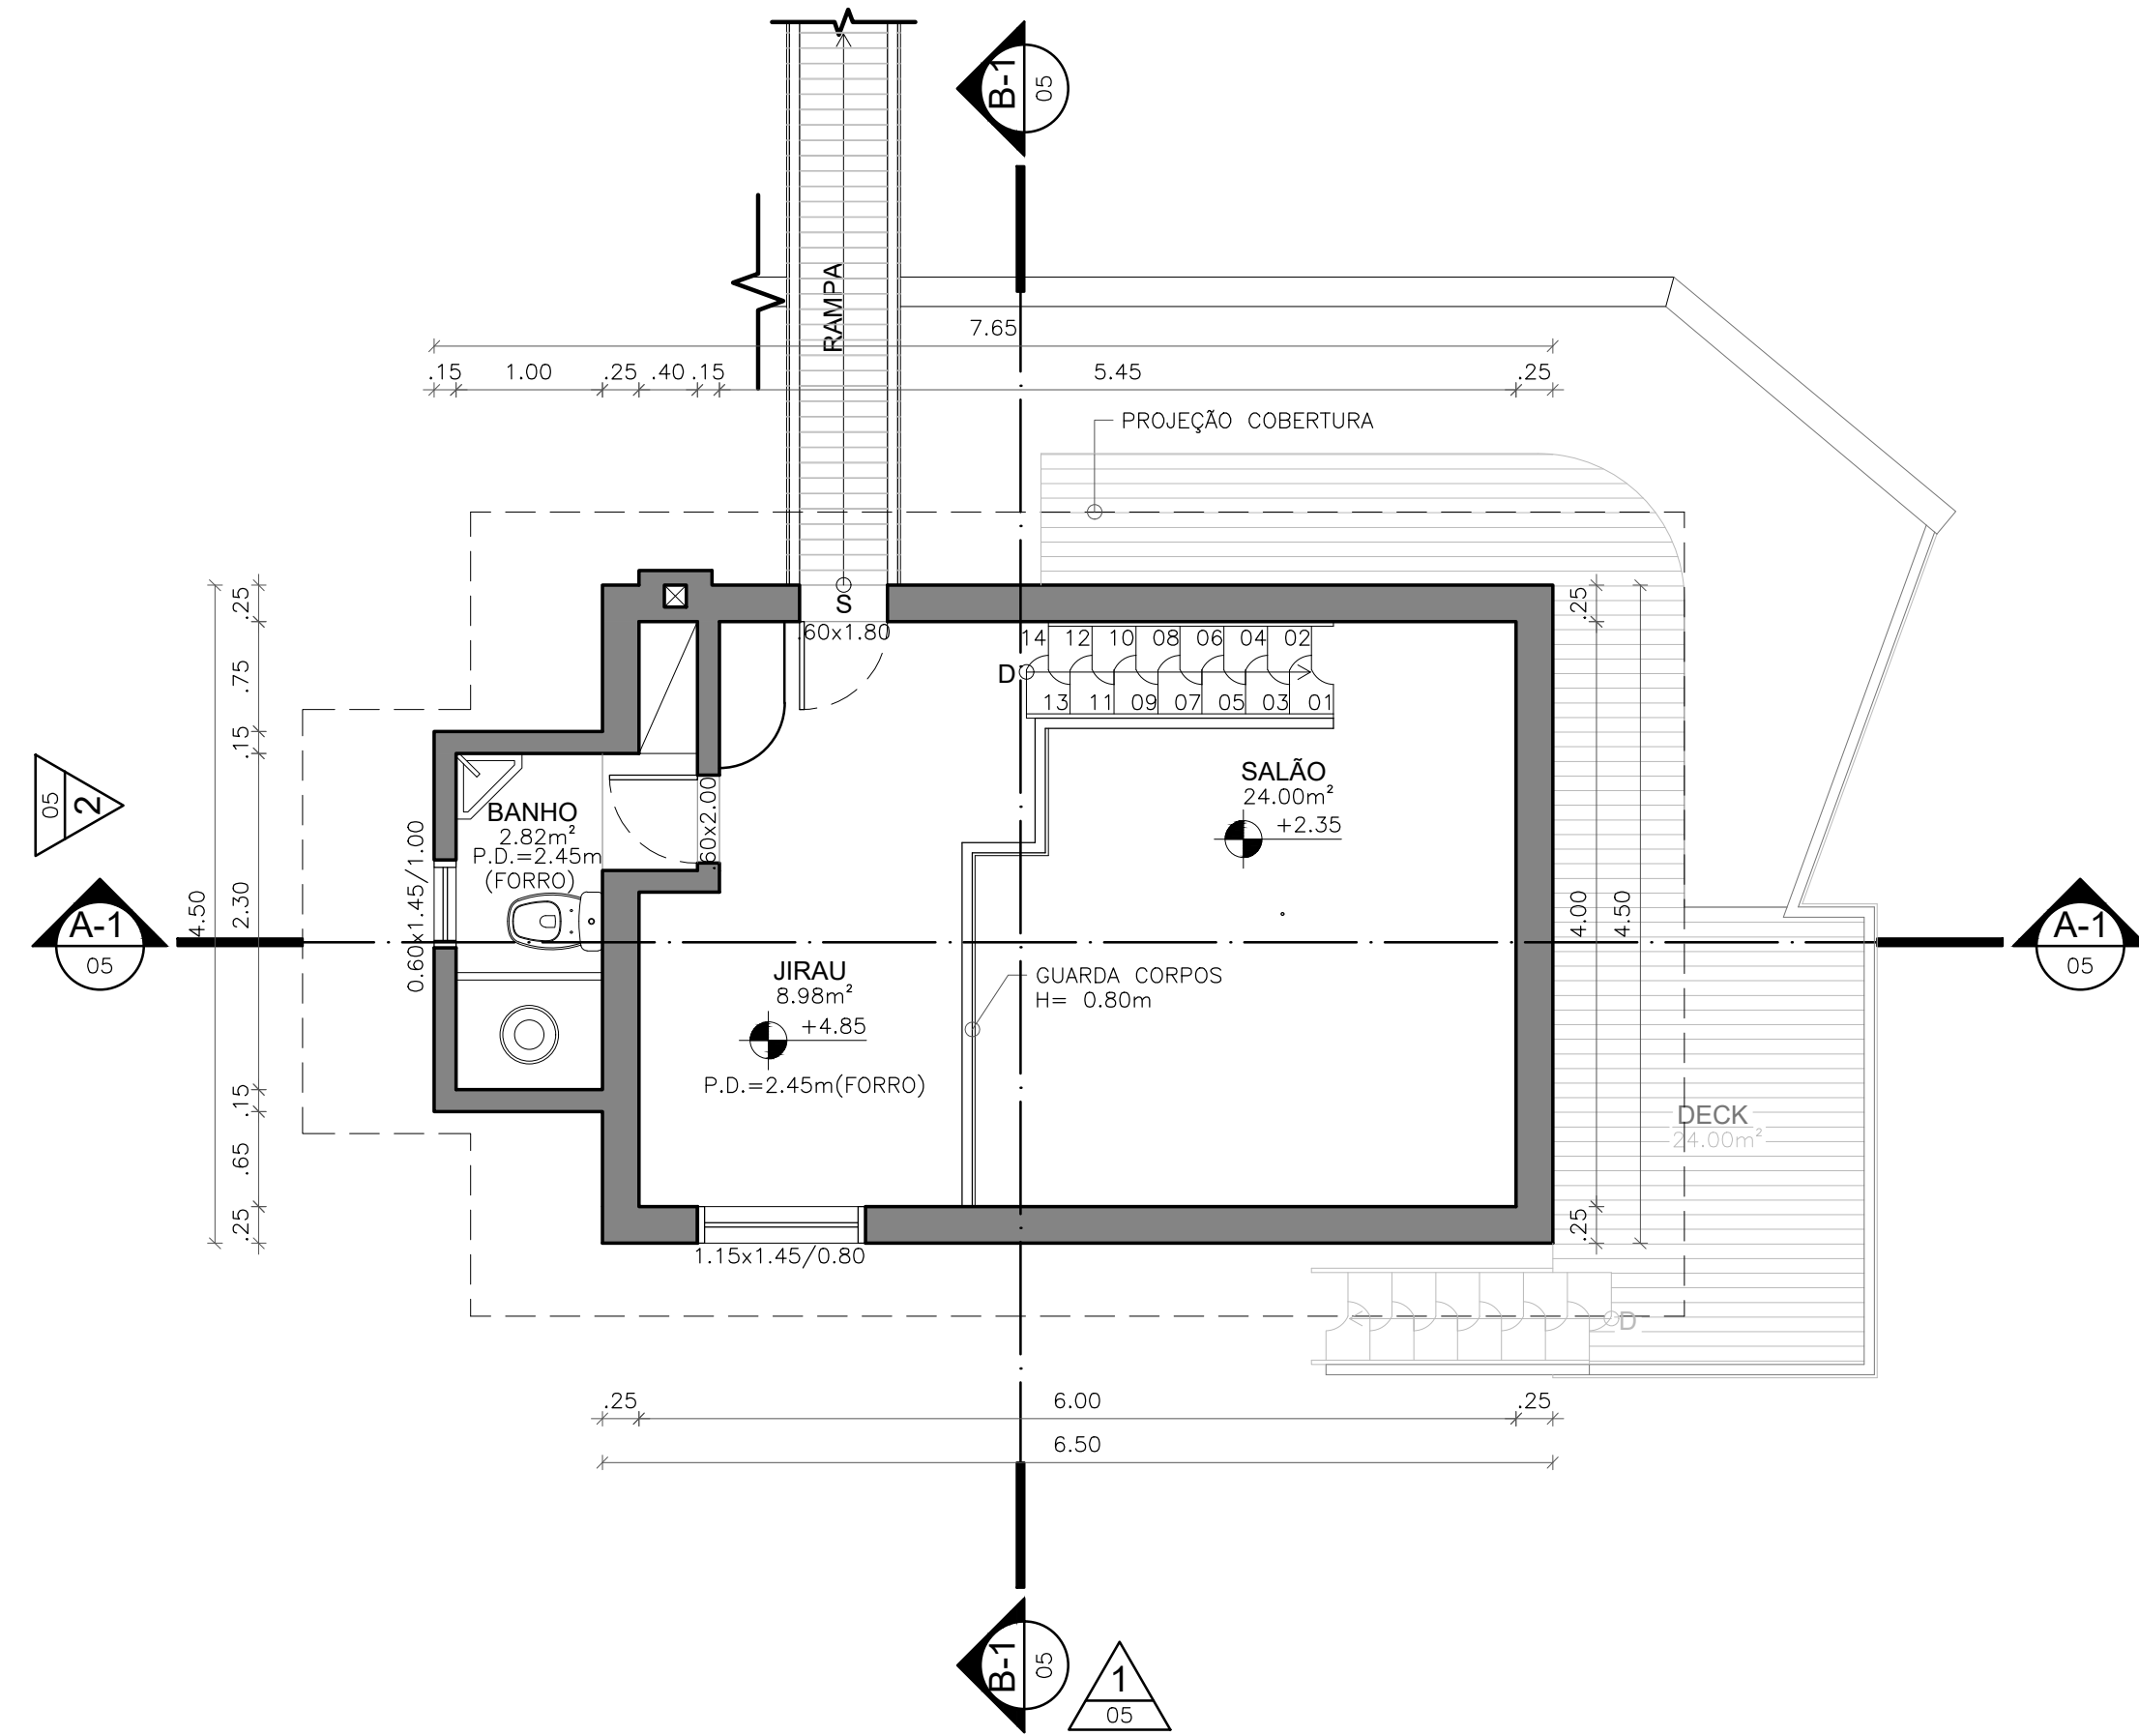 B-1
05
RAMPA
7.65
.15
1.00
.25
.40
.15
5.45
.25
PROJEÇÃO COBERTURA
S
.60x1.80
14
12
10
08
06
04
02
D
13
11
09
07
05
03
01
.25
.75
.15
2.30
.15
.65
.25
4.50
.25
4.00
.25
4.50
2
05
BANHO
2.82m²
P.D.=2.45m
(FORRO)
.60x2.00
0.60x1.45/1.00
SALÃO
24.00m²
+2.35
A-1
05
A-1
05
JIRAU
8.98m²
+4.85
P.D.=2.45m(FORRO)
GUARDA CORPOS
H= 0.80m
DECK
24.00m²
1.15x1.45/0.80
D
.25
6.00
.25
6.50
B-1
05
1
05